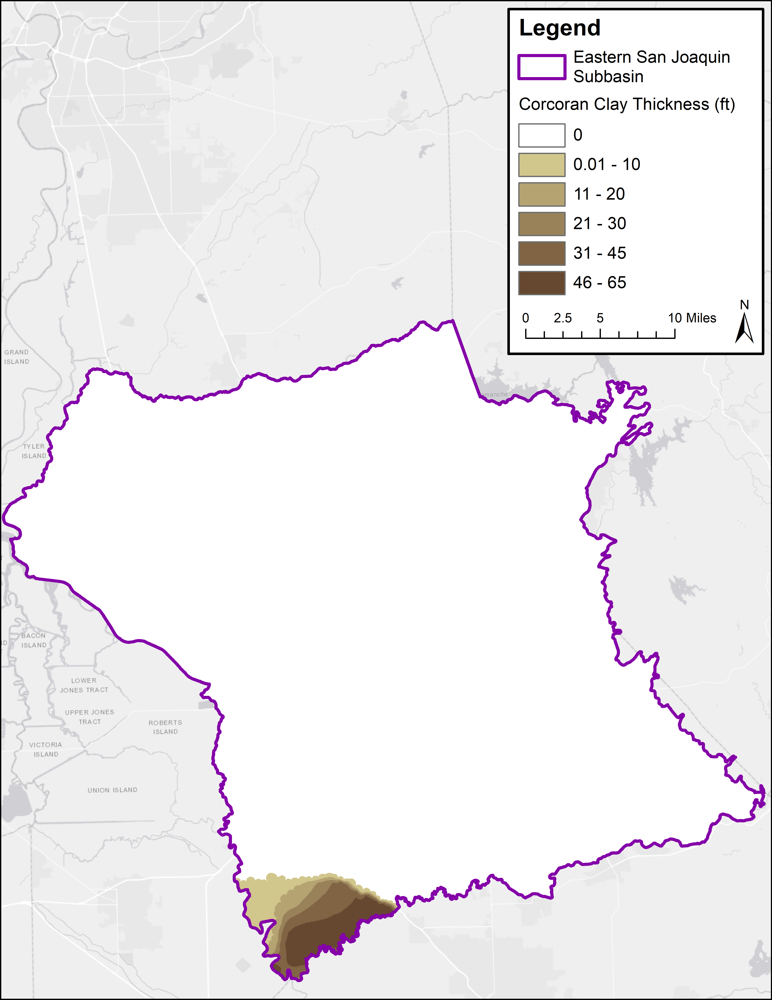 Legend
Eastern San Joaquin
Subbasin
Corcoran Clay Thickness (ft)
0
0.01 - 10
11 - 20
21 - 30
31 - 45
46 - 65
0 2.5 5 10 Miles
N
GRAND
ISLAND
amanche
TYLER
ISLAND
BACON
ISLAND
LOWER
JONES TRACT
UPPER JONES
TRACT
ROBERTS
ISLAND
VICTORIA
ISLAND
UNION ISLAND